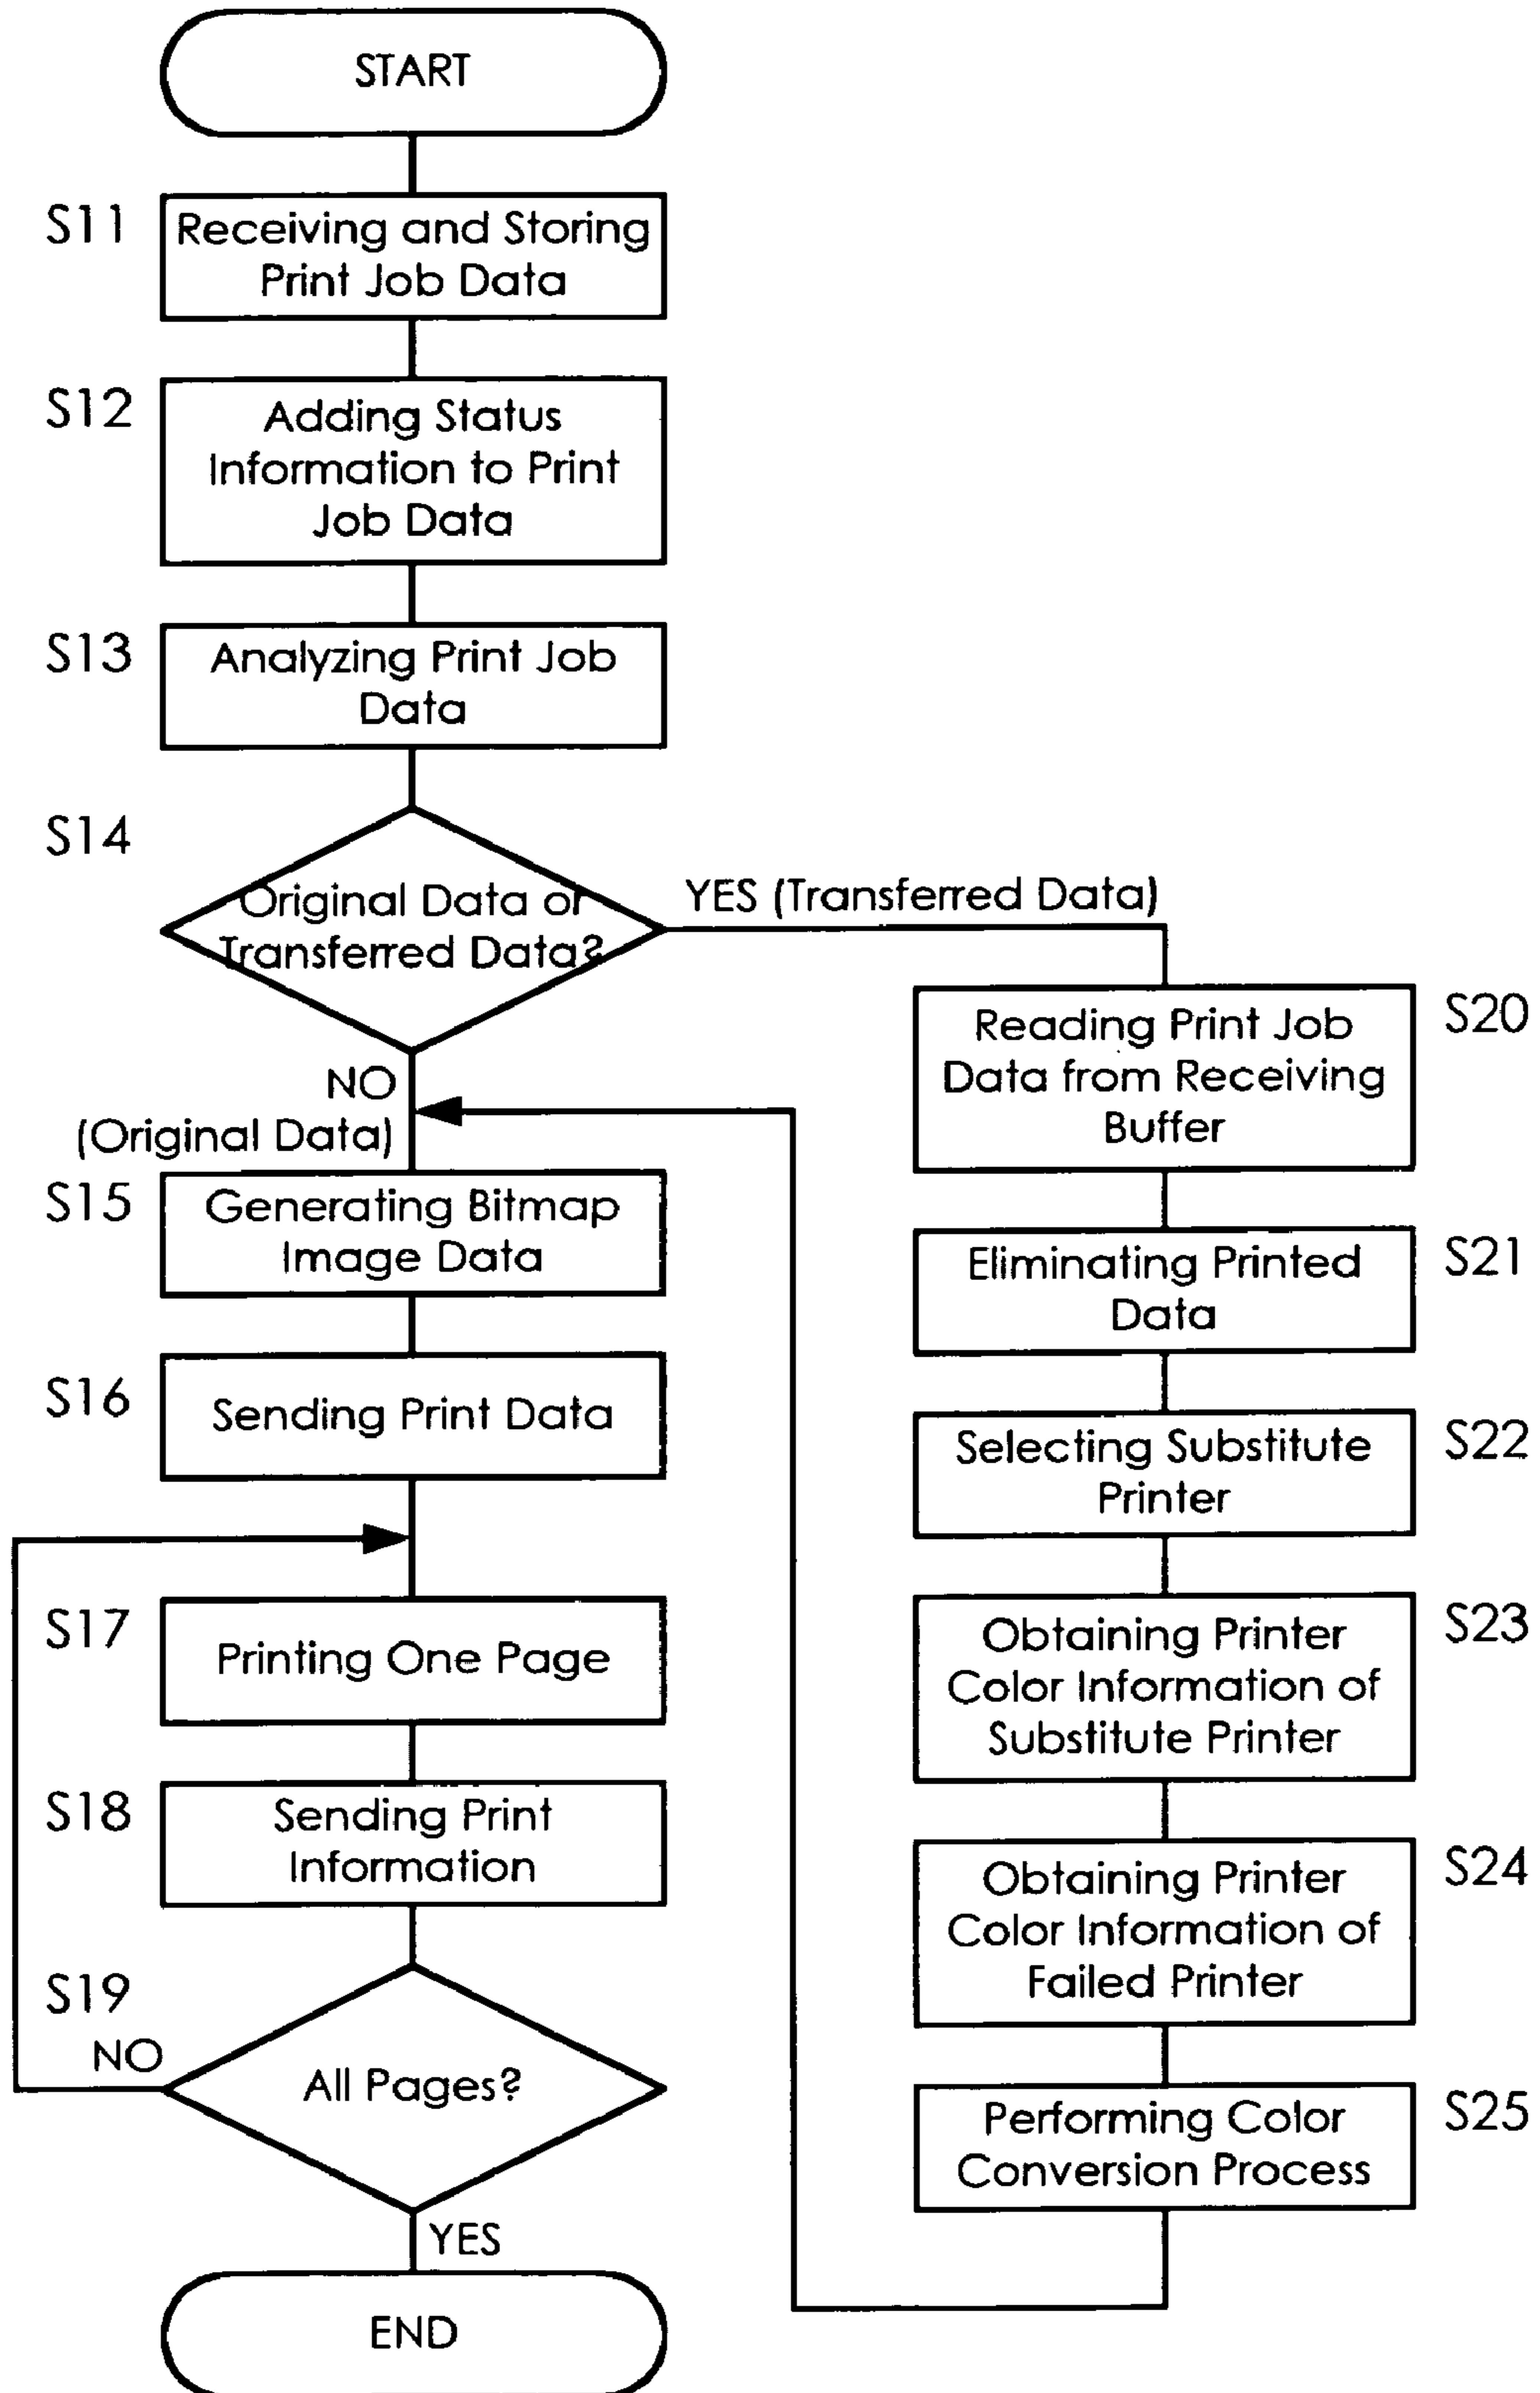 START
S11
Receiving and Storing
Print Job Data
S12
Adding Status
Information to Print
Job Data
S13
Analyzing Print Job
Data
S14
Original Data or
Transferred Data?
YES (Transferred Data)
NO
(Original Data)
S15
Generating Bitmap
Image Data
S16
Sending Print Data
S17
Printing One Page
S18
Sending Print
Information
S19
NO
All Pages?
YES
END
Reading Print Job
Data from Receiving
Buffer
S20
Eliminating Printed
Data
S21
Selecting Substitute
Printer
S22
Obtaining Printer
Color Information of
Substitute Printer
S23
Obtaining Printer
Color Information of
Failed Printer
S24
Performing Color
Conversion Process
S25